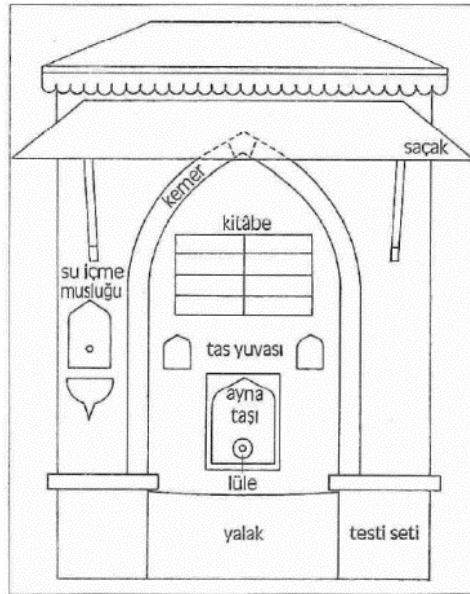 saçak
kemer
kitâbe
su içme
musluğu
tas yuvası
ayna
taşı
lüle
yalak
testi seti